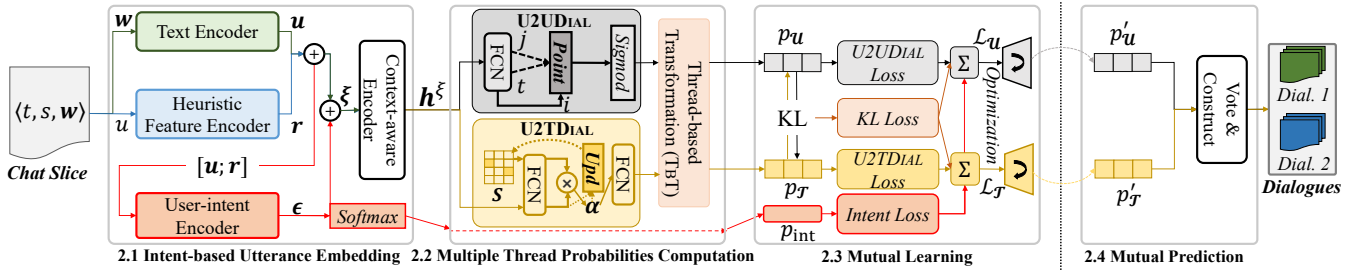 ⟨t, s, w⟩
Chat Slice
w
u
Text Encoder
Heuristic
Feature Encoder
u
r
+
+
ξ
[u; r]
User-intent
Encoder
ϵ
Softmax
Context-aware
Encoder
2.1 Intent-based Utterance Embedding
h^ξ
U2UDIAL
FCN
j
t
i
Point
Sigmod
U2TDIAL
S
FCN
×
Upd
α
FCN
Thread-based
Transformation (TBT)
2.2 Multiple Thread Probabilities Computation
p_𝒰
KL
p_𝒯
p_int
U2UDIAL
Loss
KL Loss
U2TDIAL
Loss
Intent Loss
Σ
Σ
ℒ_𝒰
Optimization
ℒ_𝒯
2.3 Mutual Learning
p'_𝒰
p'_𝒯
Vote &
Construct
Dial. 1
Dial. 2
Dialogues
2.4 Mutual Prediction